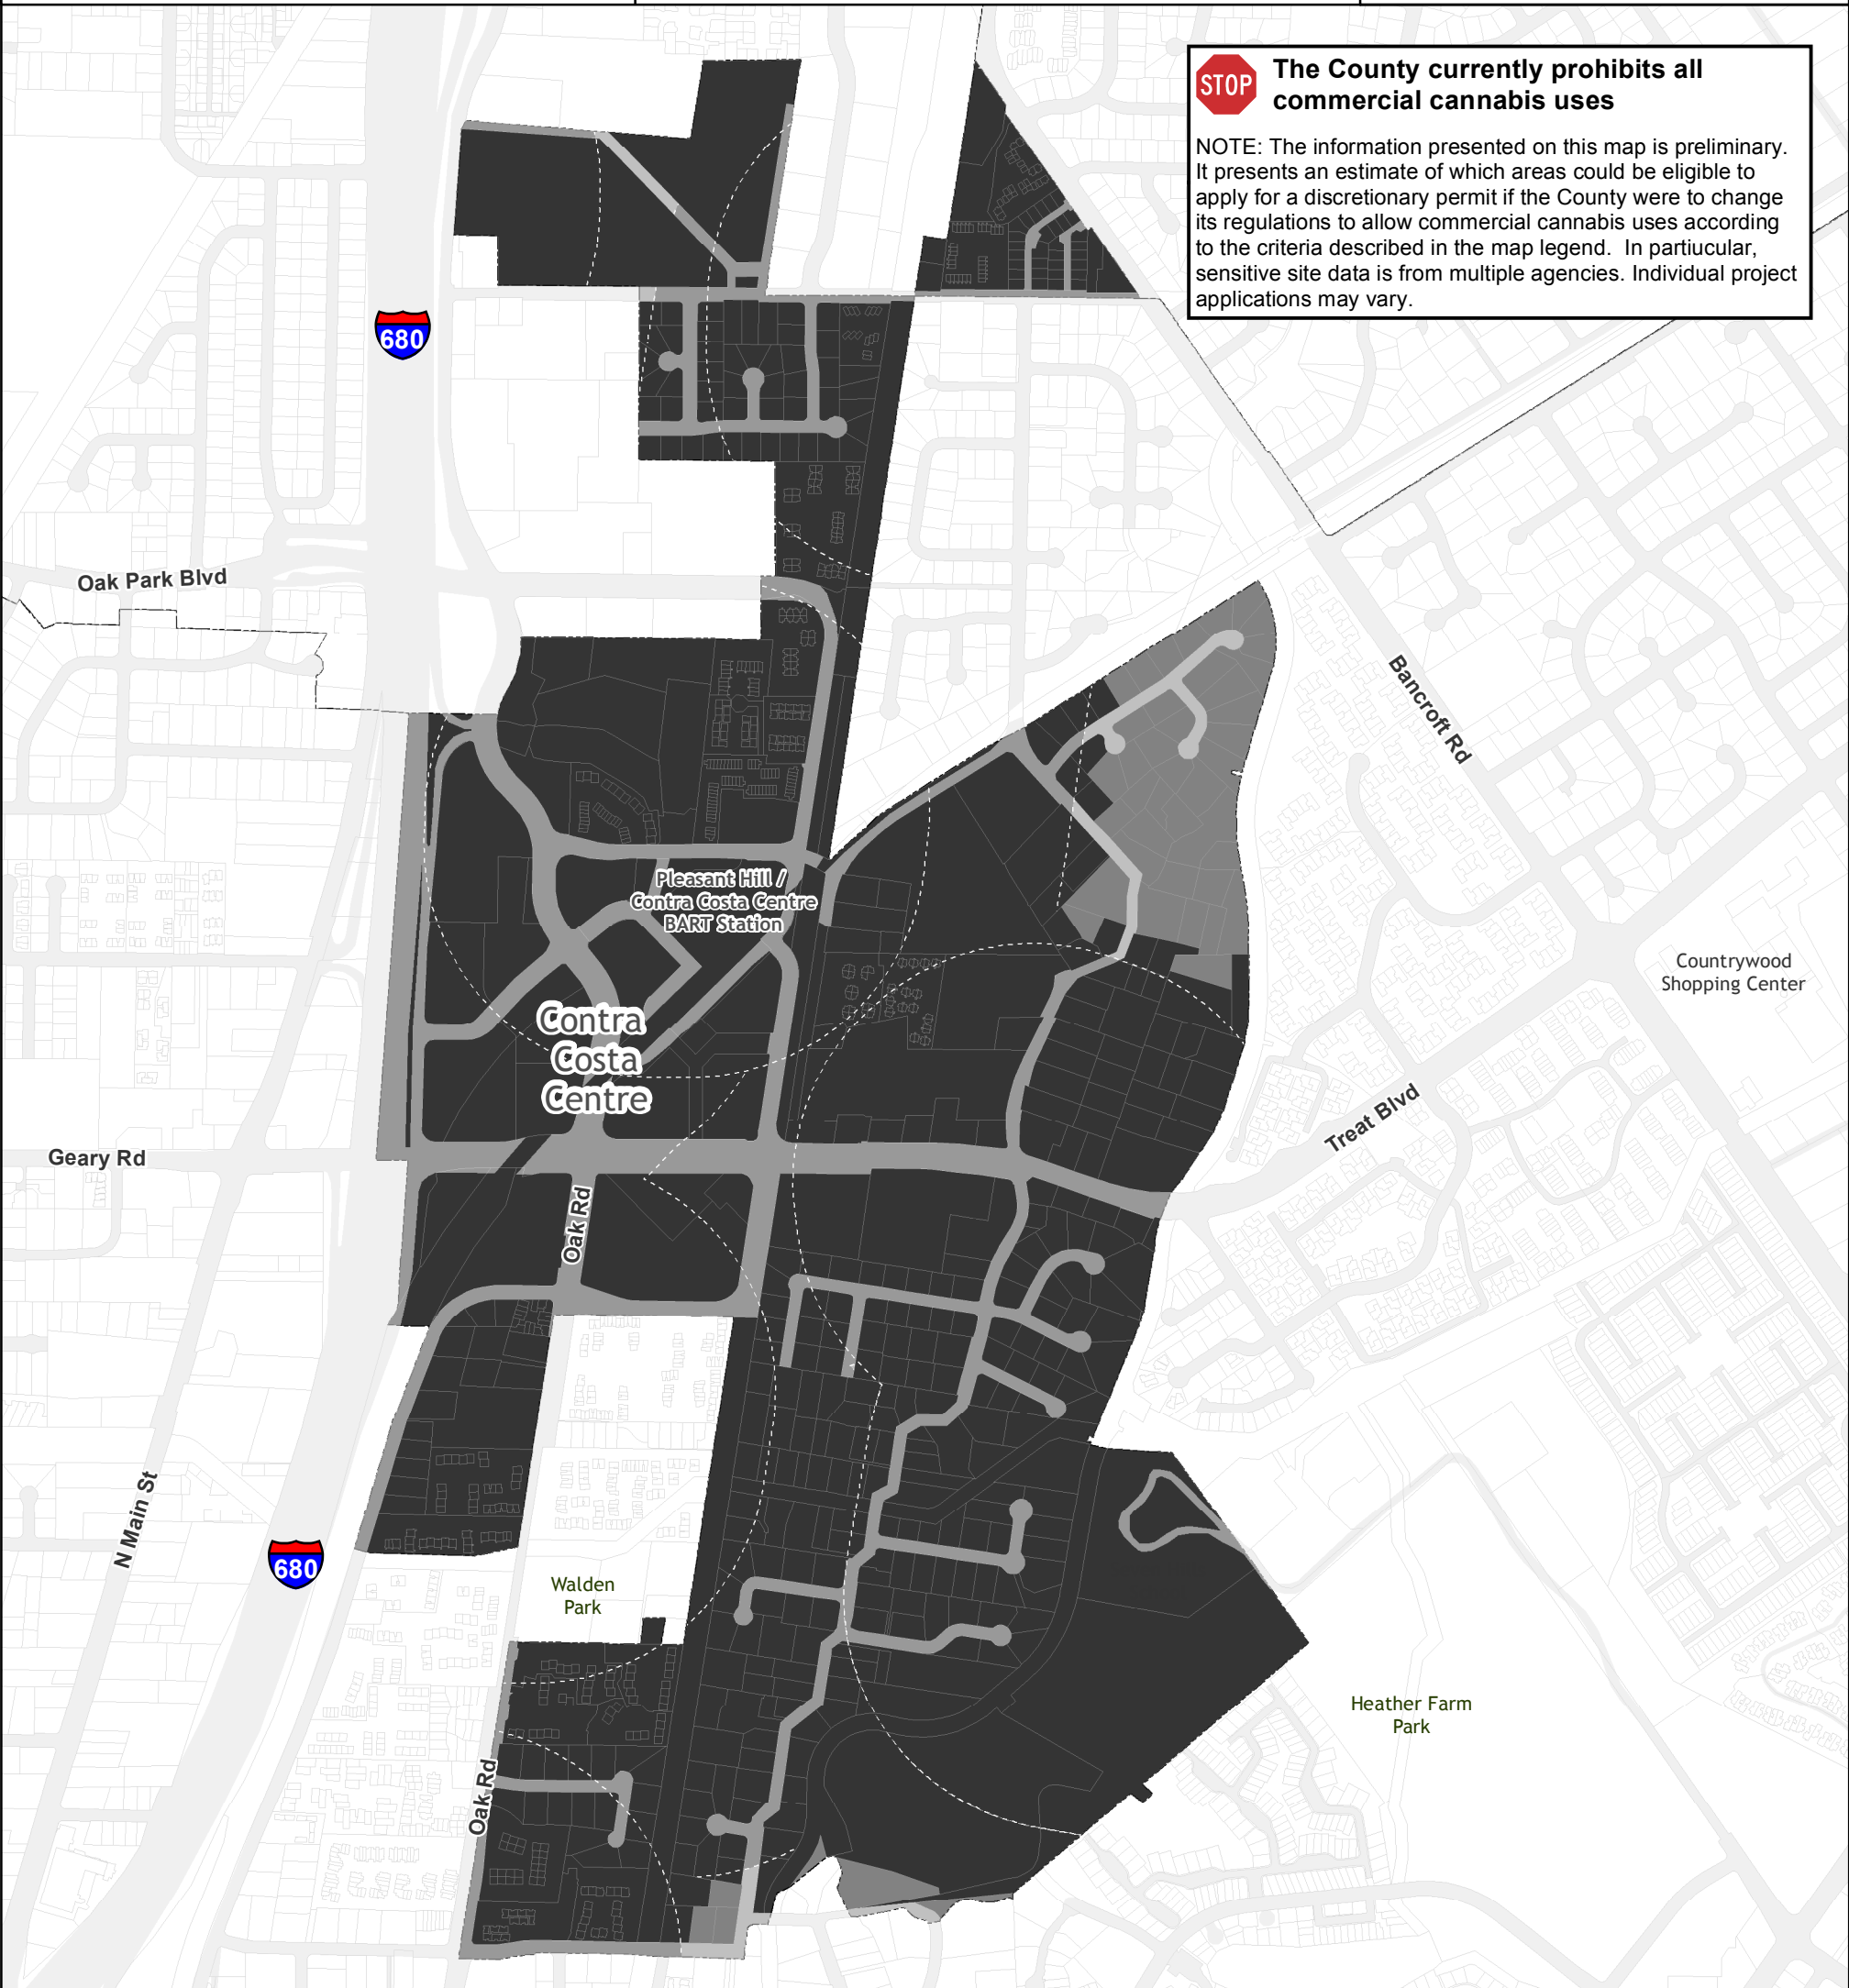 STOP
The County currently prohibits all
commercial cannabis uses
NOTE: The information presented on this map is preliminary.
It presents an estimate of which areas could be eligible to
apply for a discretionary permit if the County were to change
its regulations to allow commercial cannabis uses according
to the criteria described in the map legend.  In partiucular,
sensitive site data is from multiple agencies. Individual project
applications may vary.
680
Oak Park Blvd
Bancroft Rd
Pleasant Hill /
Contra Costa Centre
BART Station
Countrywood
Shopping Center
Contra
Costa
Centre
Treat Blvd
Geary Rd
Oak Rd
N Main St
680
Walden
Park
Heather Farm
Park
Oak Rd